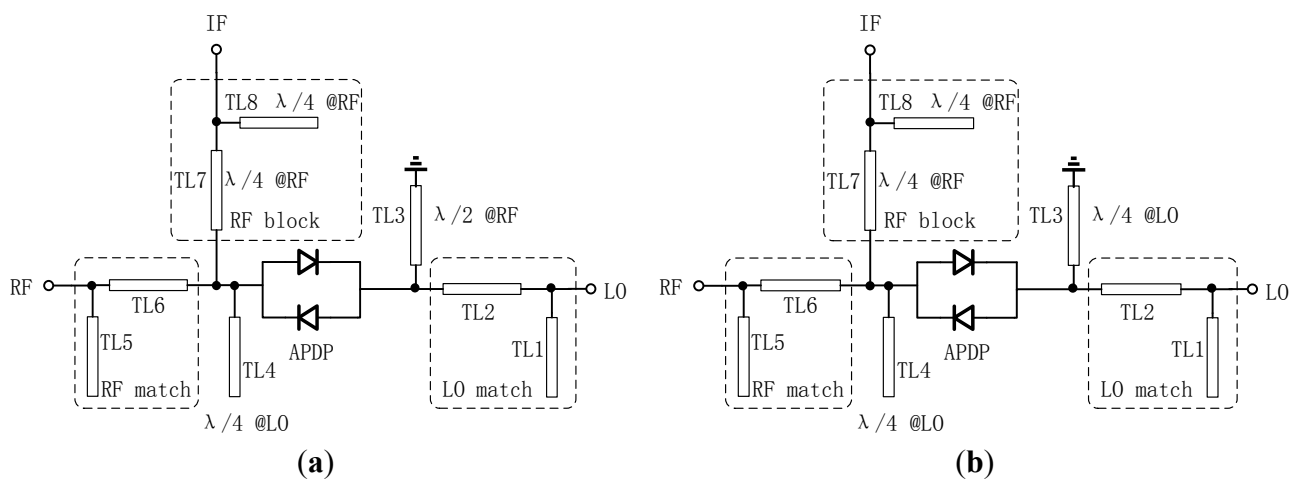 IF
TL8 λ/4 @RF
TL7 λ/4 @RF
RF block
TL3 λ/2 @RF
RF
TL6
TL5
RF match
TL4
λ/4 @LO
APDP
TL2
LO
TL1
LO match
(a)
IF
TL8 λ/4 @RF
TL7 λ/4 @RF
RF block
TL3 λ/4 @LO
RF
TL6
TL5
RF match
TL4
λ/4 @LO
APDP
TL2
LO
TL1
LO match
(b)